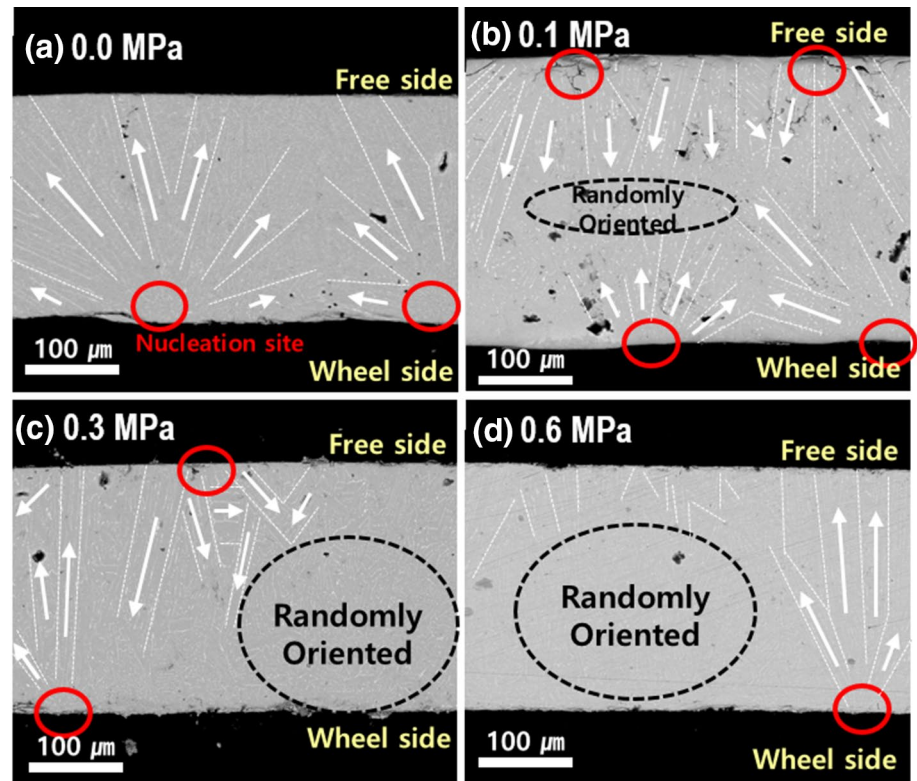 (a) 0.0 MPa
Free side
Nucleation site
100 ㎛
Wheel side
(b) 0.1 MPa
Free side
Randomly
Oriented
100 ㎛
Wheel side
(c) 0.3 MPa
Free side
Randomly
Oriented
100 ㎛
Wheel side
(d) 0.6 MPa
Free side
Randomly
Oriented
100 ㎛
Wheel side